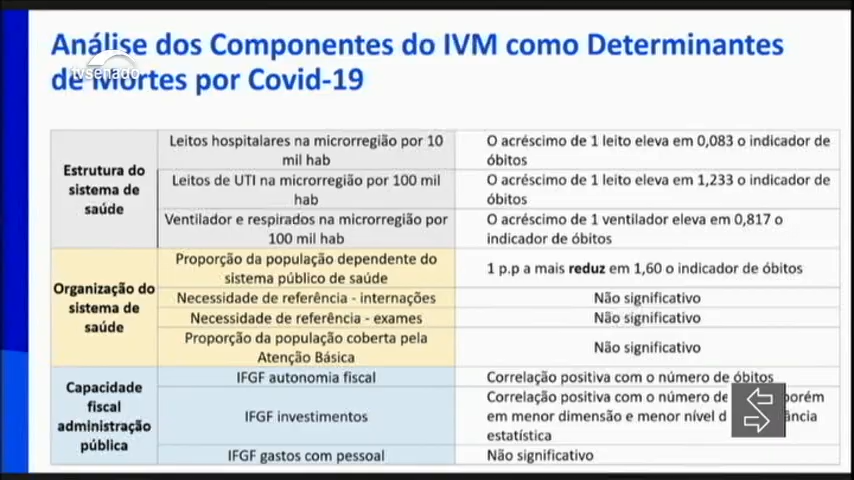 Análise dos Componentes do IVM como Determinantes
de Mortes por Covid-19
tvsenado
Estrutura do
sistema de
saúde
Leitos hospitalares na microrregião por 10
mil hab
O acréscimo de 1 leito eleva em 0,083 o indicador de
óbitos
Leitos de UTI na microrregião por 100 mil
hab
O acréscimo de 1 leito eleva em 1,233 o indicador de
óbitos
Ventilador e respirados na microrregião por
100 mil hab
O acréscimo de 1 ventilador eleva em 0,817 o
indicador de óbitos
Organização do
sistema de
saúde
Proporção da população dependente do
sistema público de saúde
1 p.p a mais reduz em 1,60 o indicador de óbitos
Necessidade de referência - internações
Não significativo
Necessidade de referência - exames
Não significativo
Proporção da população coberta pela
Atenção Básica
Não significativo
Capacidade
fiscal
administração
pública
IFGF autonomia fiscal
Correlação positiva com o número de óbitos
IFGF investimentos
Correlação positiva com o número de
em menor dimensão e menor nível
estatística
IFGF gastos com pessoal
Não significativo